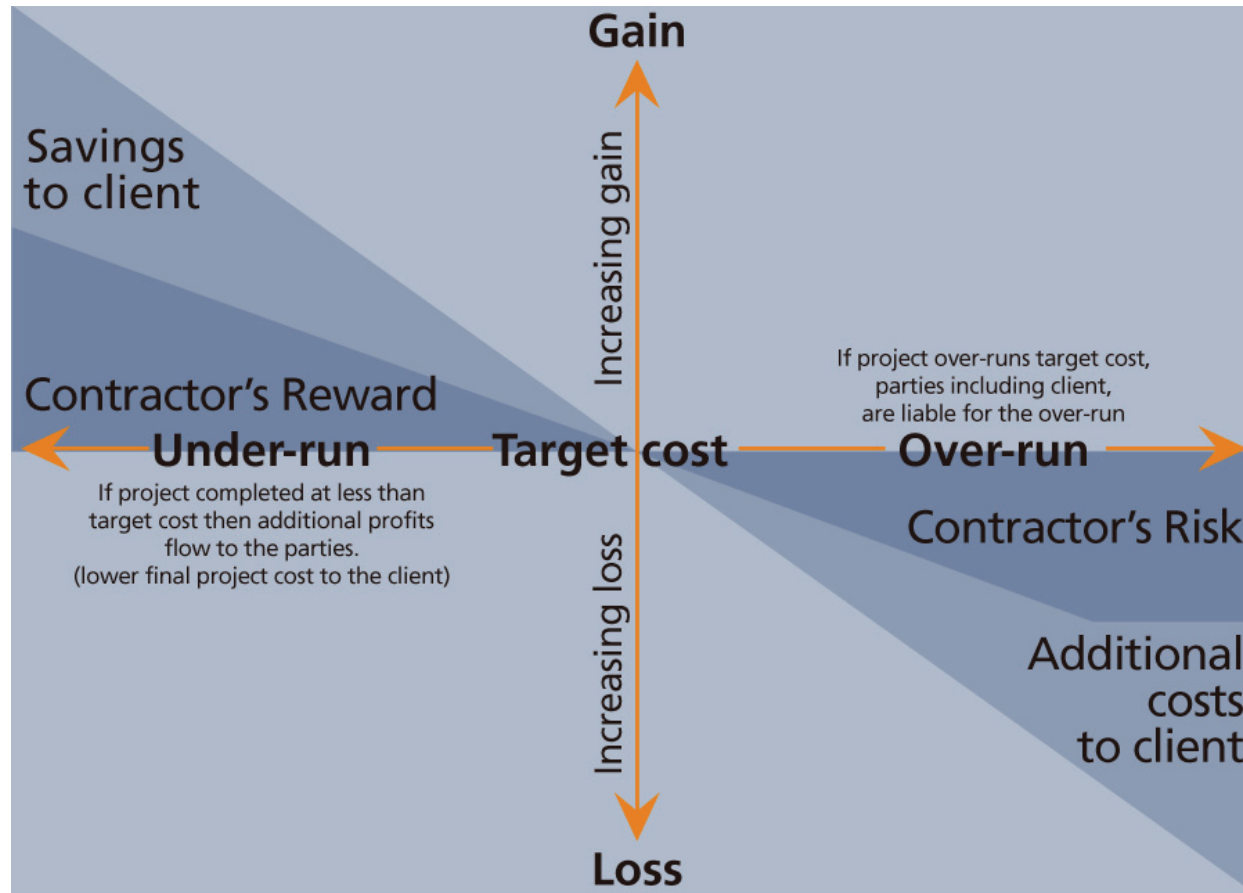 Gain
Savings
to client
Increasing gain
If project over-runs target cost,
parties including client,
are liable for the over-run
Contractor's Reward
Under-run
Target cost
Over-run
If project completed at less than
target cost then additional profits
flow to the parties.
(lower final project cost to the client)
Contractor's Risk
Increasing loss
Additional
costs
to client
Loss